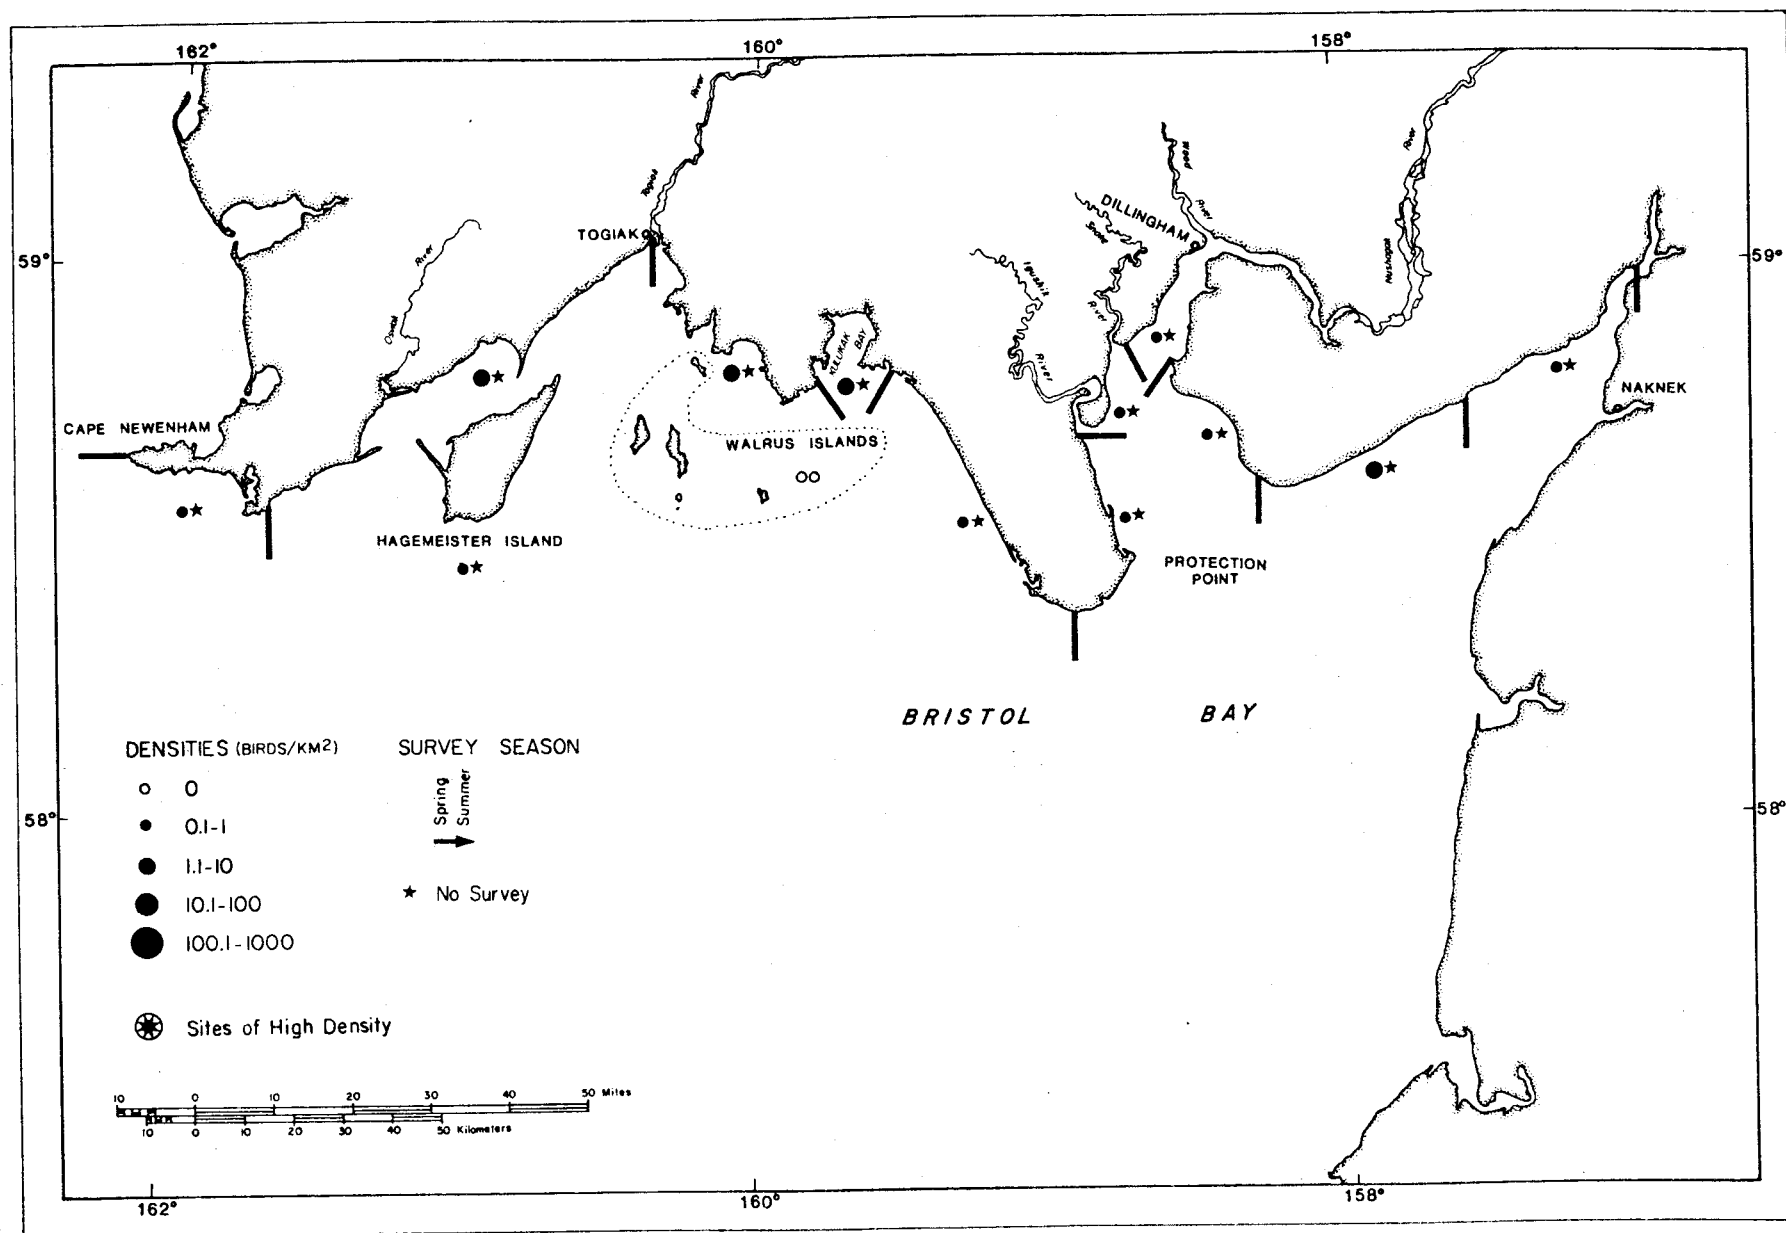 162°
160°
158°
River
Togiak
River
Wood
River
River
Nushagak
DILLINGHAM
Snake
River
TOGIAK
59°
59°
River
Osviak
Igushik
River
KULUKAK
BAY
NAKNEK
CAPE NEWENHAM
WALRUS ISLANDS
HAGEMEISTER ISLAND
PROTECTION
POINT
BRISTOL BAY
DENSITIES (BIRDS/KM2)
SURVEY SEASON
Spring
Summer
0
0.1-1
1.1-10
10.1-100
100.1-1000
★ No Survey
58°
58°
Sites of High Density
10 0 10 20 30 40 50 Miles
10 0 10 20 30 40 50 Kilometers
162°
160°
158°